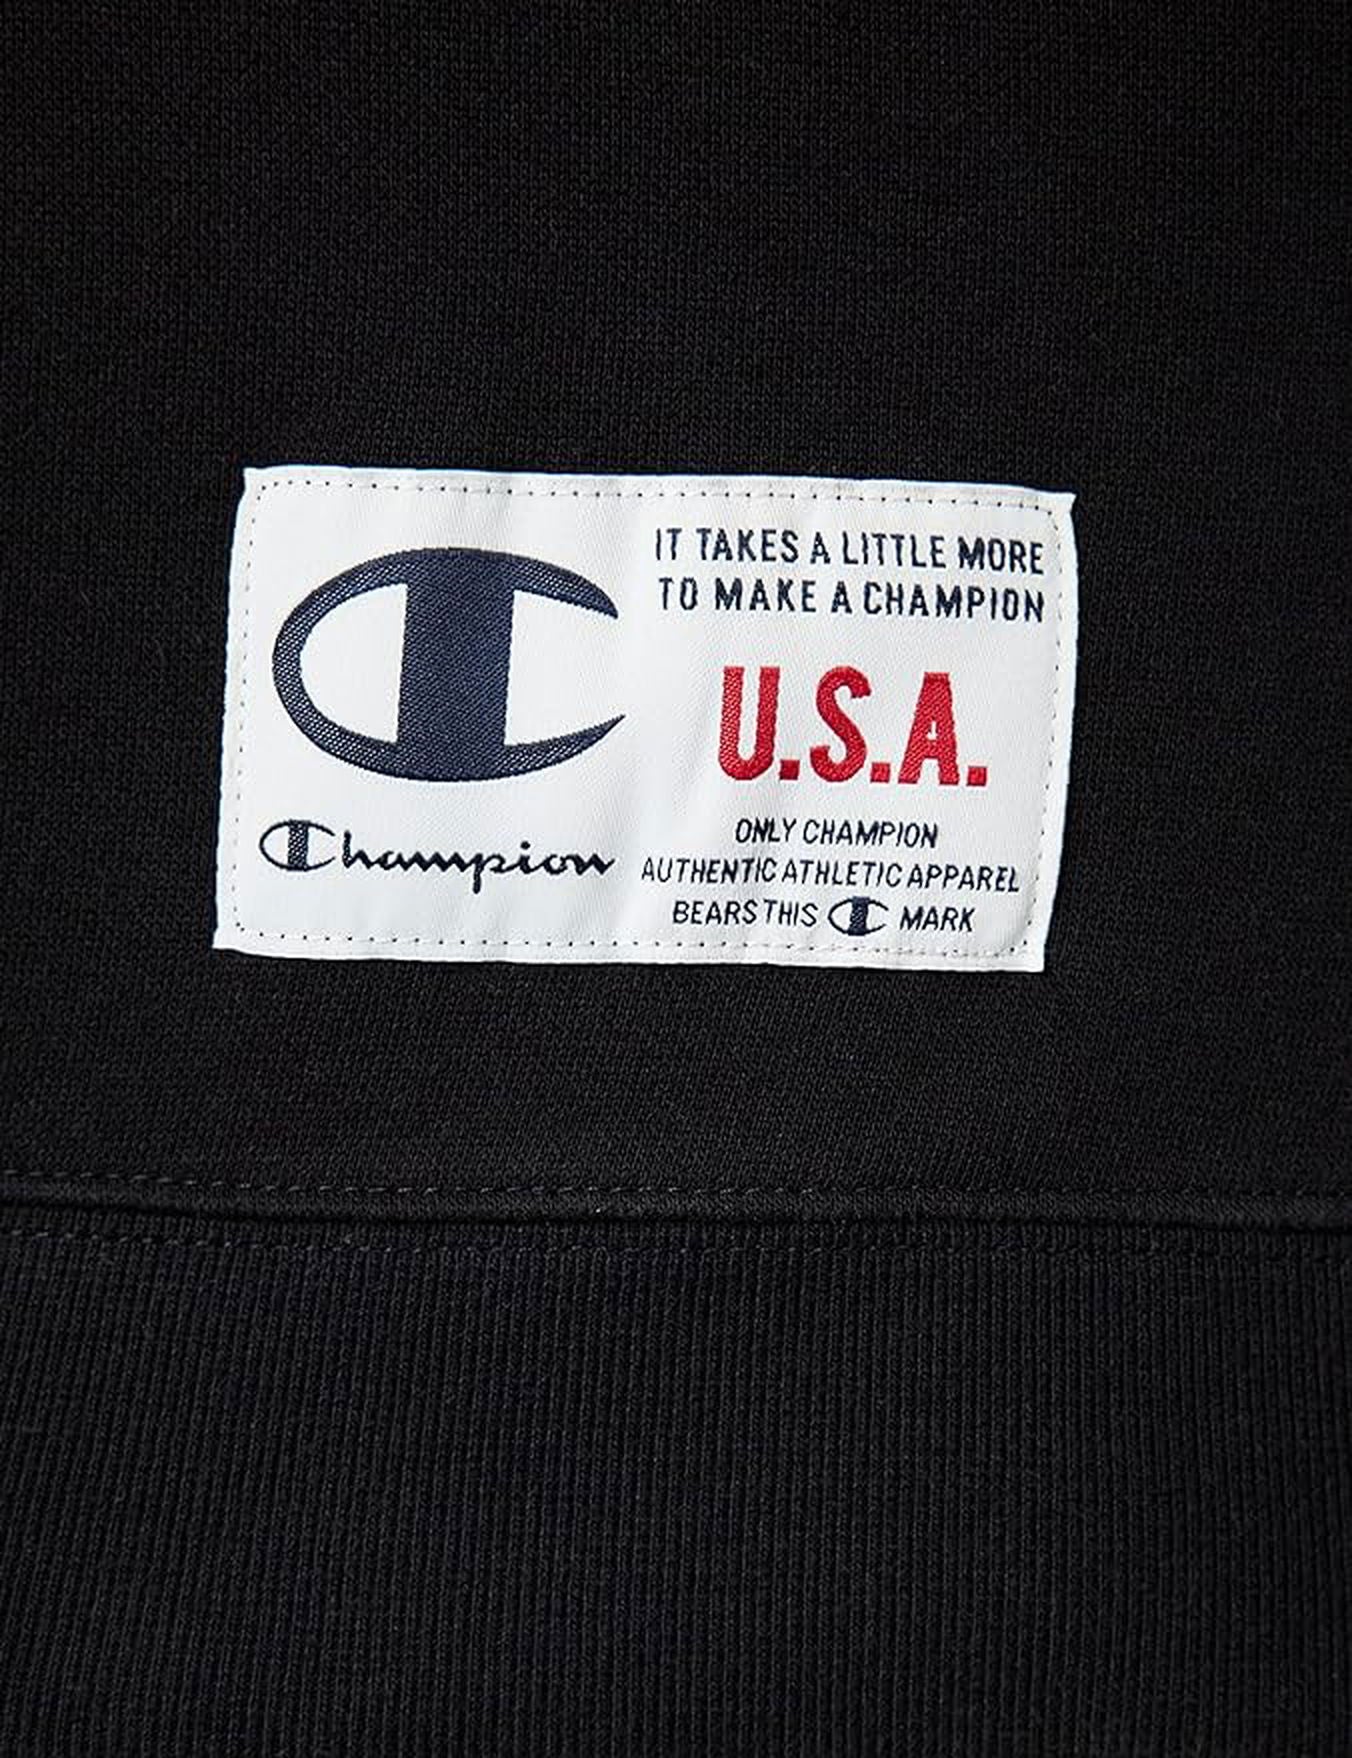 Champion
IT TAKES A LITTLE MORE
TO MAKE A CHAMPION
U.S.A.
ONLY CHAMPION
AUTHENTIC ATHLETIC APPAREL
BEARS THIS C MARK